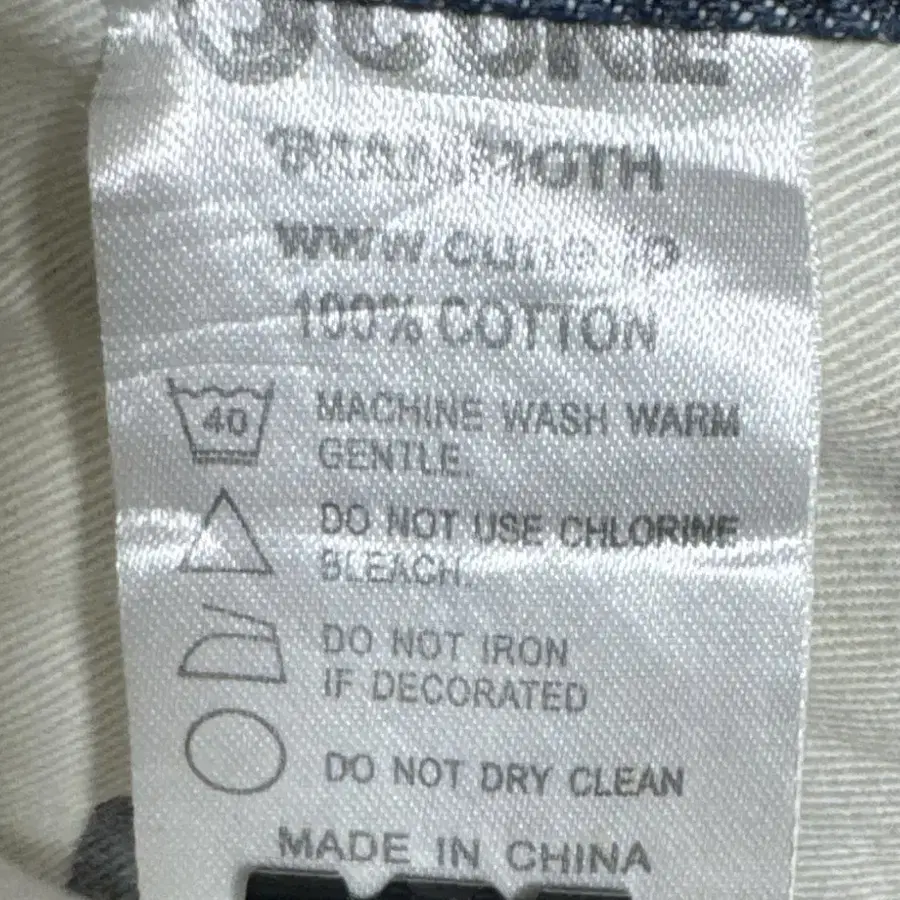 100% COTTON
40
MACHINE WASH WARM
GENTLE.
DO NOT USE CHLORINE
BLEACH.
DO NOT IRON
IF DECORATED
DO NOT DRY CLEAN
MADE IN CHINA